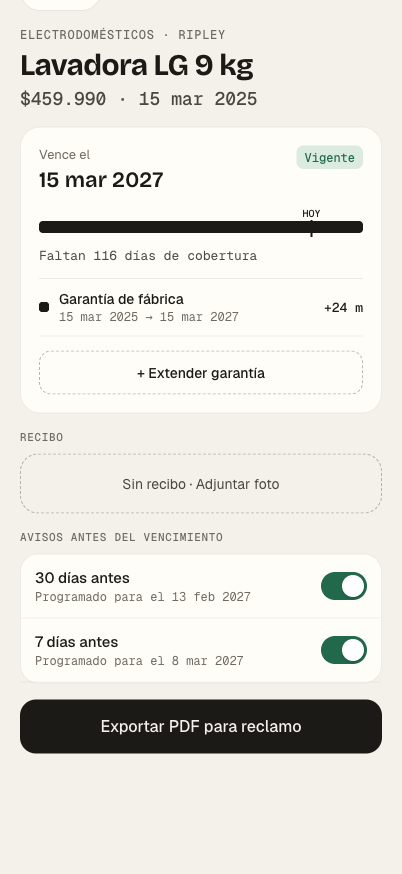 ELECTRODOMÉSTICOS · RIPLEY
Lavadora LG 9 kg
$459.990 · 15 mar 2025
Vence el
Vigente
15 mar 2027
HOY
Faltan 116 días de cobertura
Garantía de fábrica
+24 m
15 mar 2025 → 15 mar 2027
+ Extender garantía
RECIBO
Sin recibo · Adjuntar foto
AVISOS ANTES DEL VENCIMIENTO
30 días antes
Programado para el 13 feb 2027
7 días antes
Programado para el 8 mar 2027
Exportar PDF para reclamo